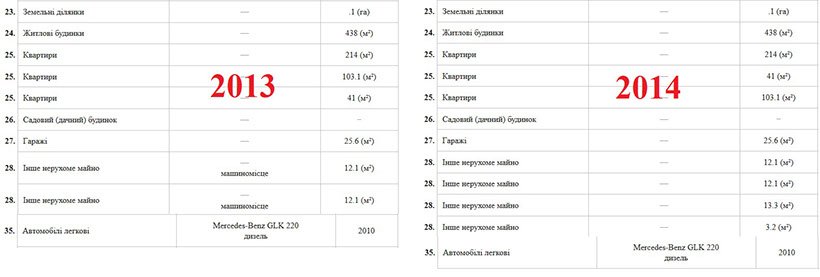 23. Земельні ділянки — .1 (га)
24. Житлові будинки — 438 (м²)
25. Квартири — 214 (м²)
25. Квартири — 103.1 (м²)
2013
25. Квартири — 41 (м²)
26. Садовий (дачний) будинок — –
27. Гаражі — 25.6 (м²)
28. Інше нерухоме майно — машиномісце 12.1 (м²)
28. Інше нерухоме майно — машиномісце 12.1 (м²)
35. Автомобілі легкові Mercedes-Benz GLK 220 дизель 2010
23. Земельні ділянки — .1 (га)
24. Житлові будинки — 438 (м²)
25. Квартири — 214 (м²)
25. Квартири — 41 (м²)
2014
25. Квартири — 103.1 (м²)
26. Садовий (дачний) будинок — –
27. Гаражі — 25.6 (м²)
28. Інше нерухоме майно — 12.1 (м²)
28. Інше нерухоме майно — 12.1 (м²)
28. Інше нерухоме майно — 13.3 (м²)
28. Інше нерухоме майно — 3.2 (м²)
35. Автомобілі легкові Mercedes-Benz GLK 220 дизель 2010